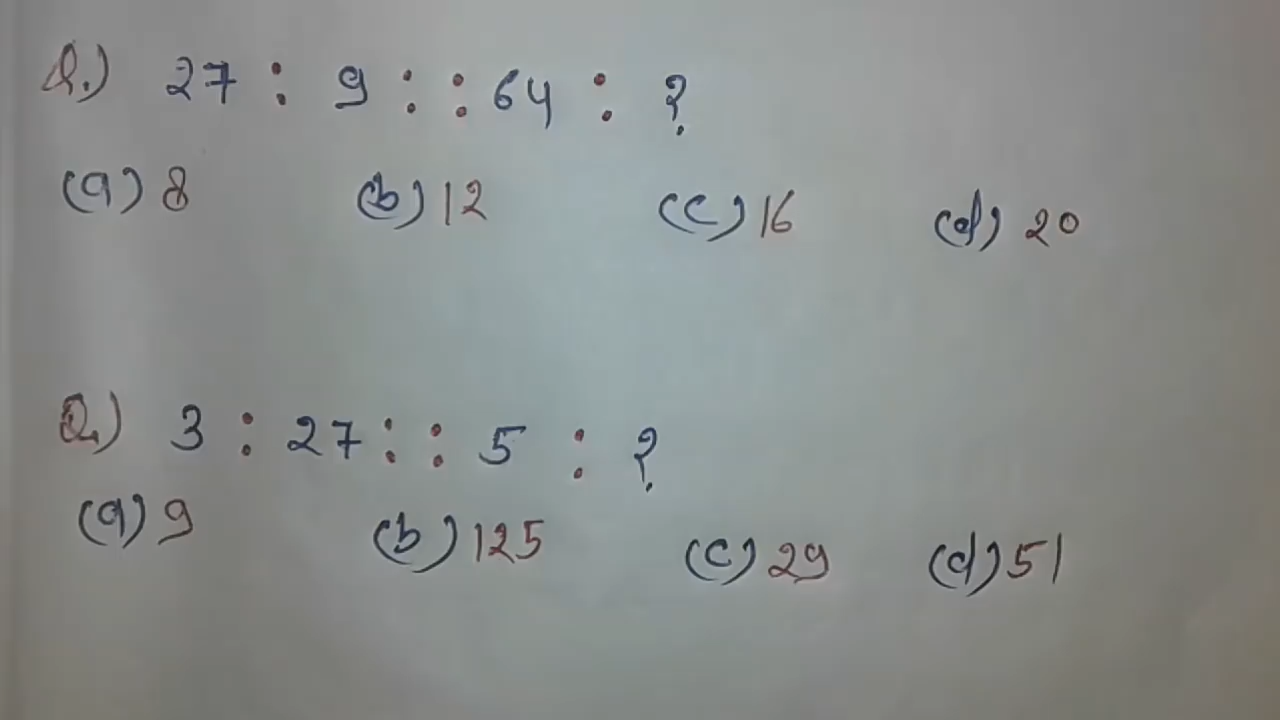 Q.) 27 : 9 : : 64 : ?
(a) 8 (b) 12 (c) 16 (d) 20
Q.) 3 : 27 : : 5 : ?
(a) 9 (b) 125 (c) 29 (d) 51